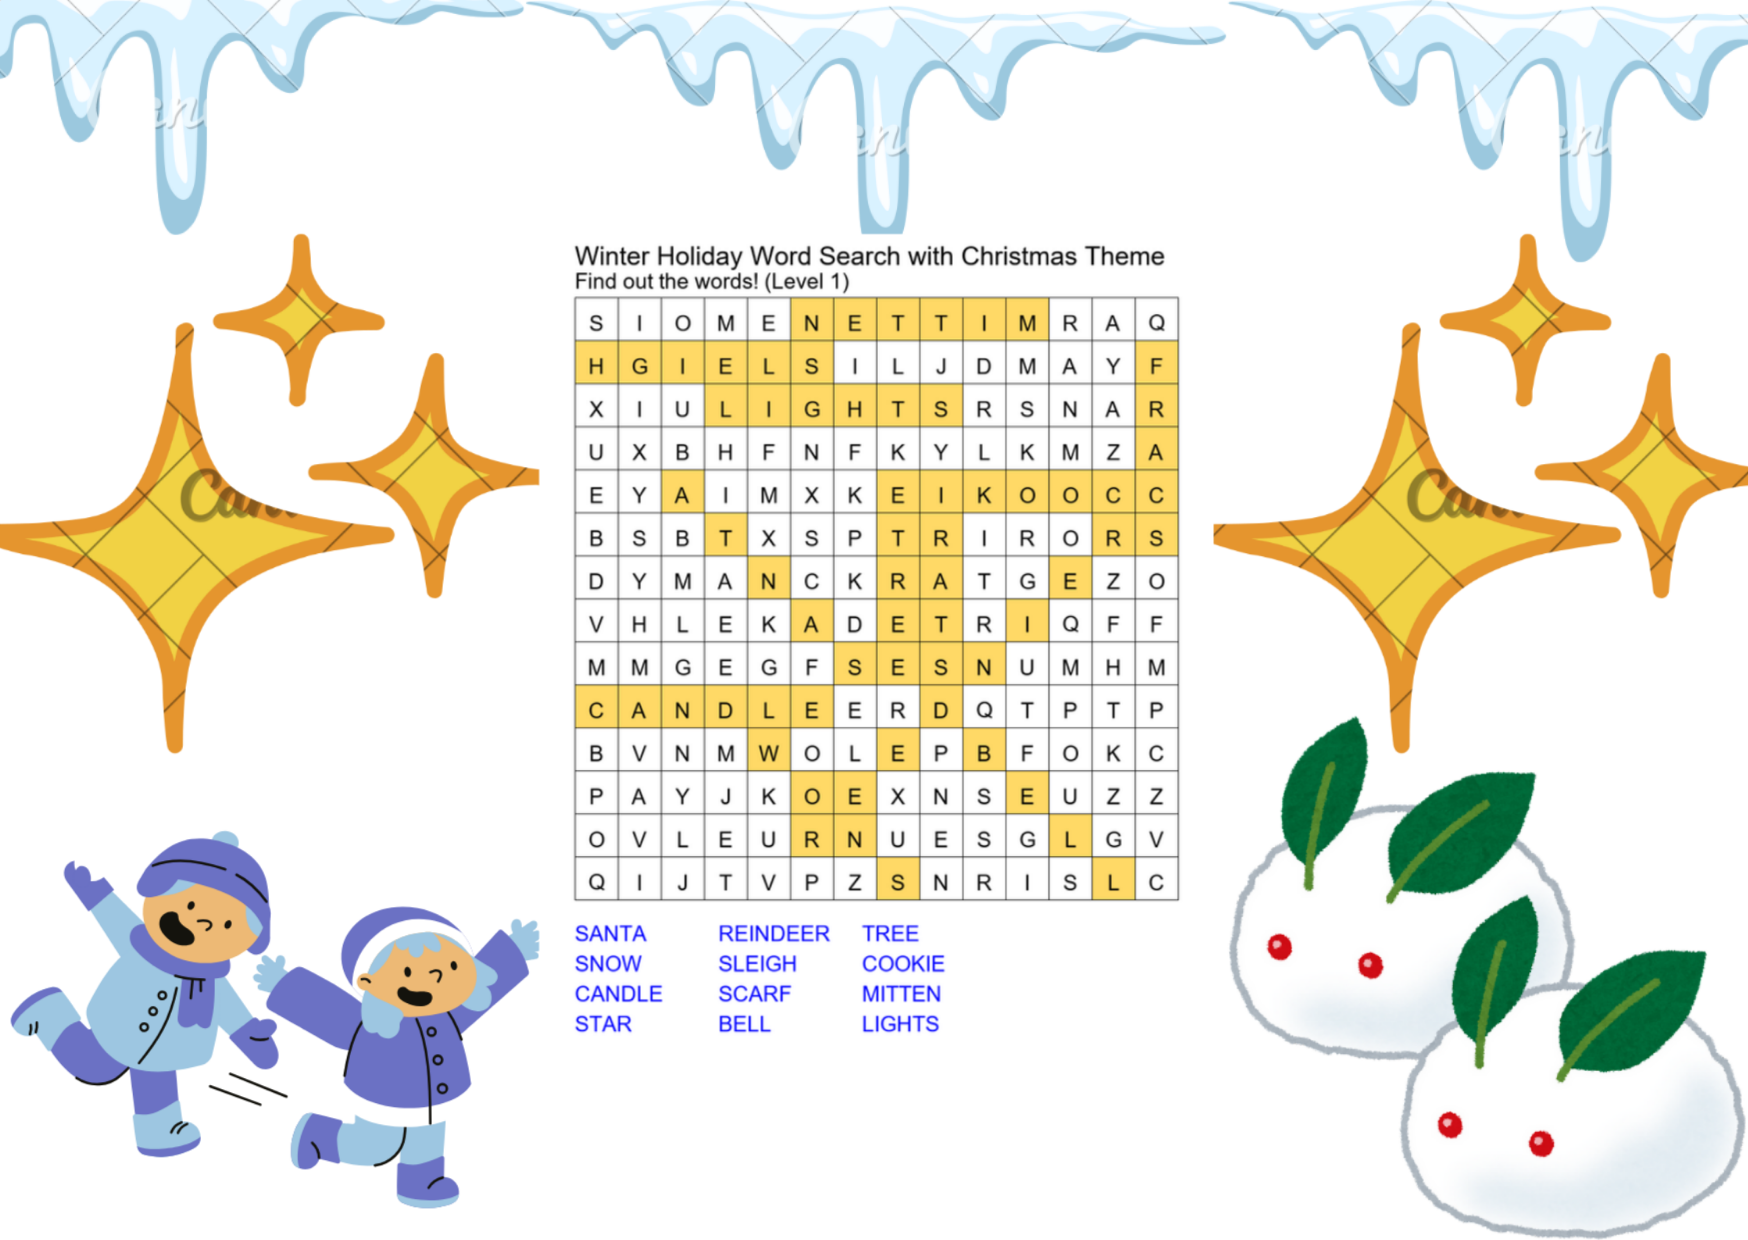 Winter Holiday Word Search with Christmas Theme
Find out the words! (Level 1)
S I O M E N E T T I M R A Q
H G I E L S I L J D M A Y F
X I U L I G H T S R S N A R
U X B H F N F K Y L K M Z A
E Y A I M X K E I K O O C C
B S B T X S P T R I R O R S
D Y M A N C K R A T G E Z O
V H L E K A D E T R I Q F F
M M G E G F S E S N U M H M
C A N D L E E R D Q T P T P
B V N M W O L E P B F O K C
P A Y J K O E X N S E U Z Z
O V L E U R N U E S G L G V
Q I J T V P Z S N R I S L C
SANTA REINDEER TREE
SNOW SLEIGH COOKIE
CANDLE SCARF MITTEN
STAR BELL LIGHTS